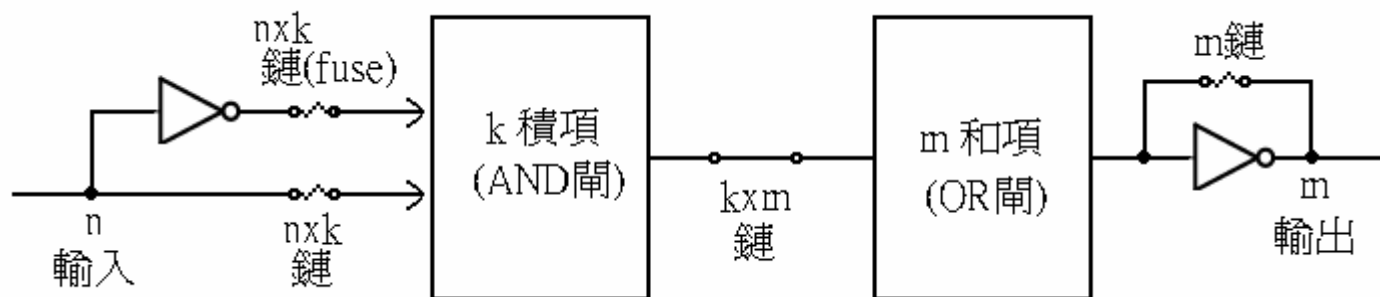 nxk
鏈(fuse)
n
輸入
nxk
鏈
k 積項
(AND閘)
kxm
鏈
m 和項
(OR閘)
m鏈
m
輸出